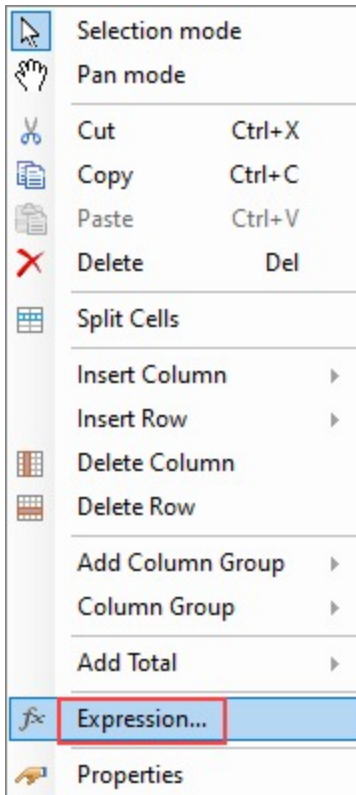 Selection mode
Pan mode
Cut Ctrl+X
Copy Ctrl+C
Paste Ctrl+V
Delete Del
Split Cells
Insert Column
Insert Row
Delete Column
Delete Row
Add Column Group
Column Group
Add Total
fx Expression...
Properties